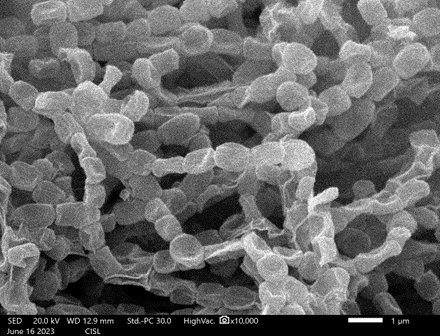 SED 20.0 kV WD 12.9 mm Std.-PC 30.0 HighVac. x10,000 1 µm
June 16 2023 CISL